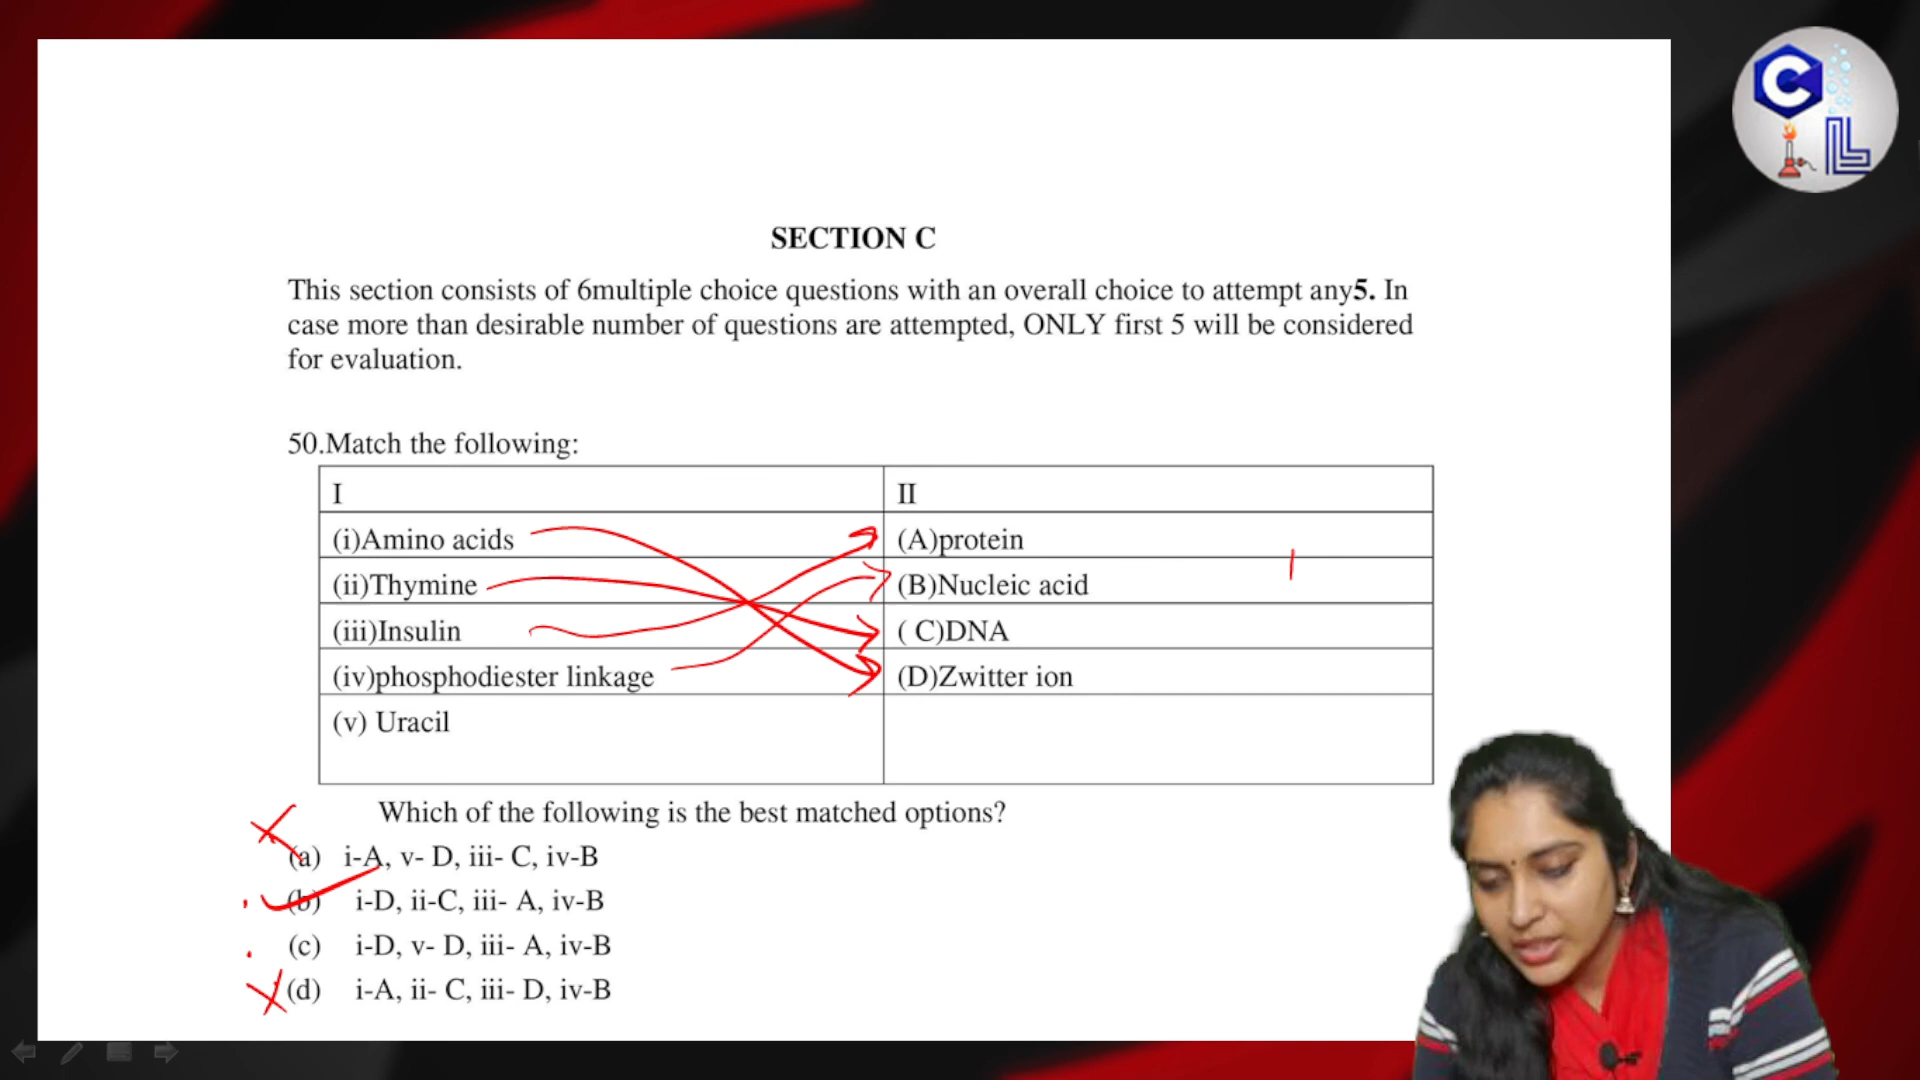 C
L
SECTION C
This section consists of 6multiple choice questions with an overall choice to attempt any5. In
case more than desirable number of questions are attempted, ONLY first 5 will be considered
for evaluation.
50.Match the following:
I II
(i)Amino acids (A)protein
(ii)Thymine (B)Nucleic acid
(iii)Insulin ( C)DNA
(iv)phosphodiester linkage (D)Zwitter ion
(v) Uracil
Which of the following is the best matched options?
(a) i-A, v- D, iii- C, iv-B
(b) i-D, ii-C, iii- A, iv-B
(c) i-D, v- D, iii- A, iv-B
(d) i-A, ii- C, iii- D, iv-B